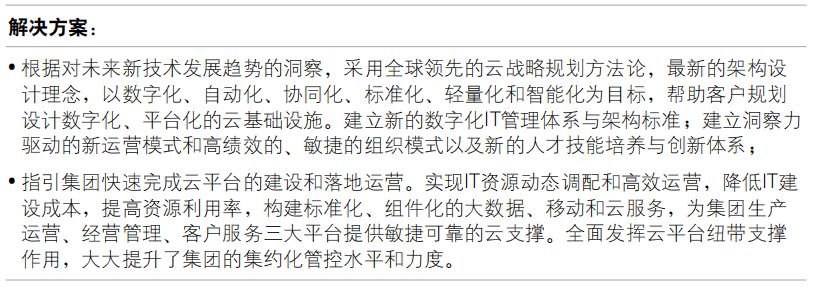 解决方案：
• 根据对未来新技术发展趋势的洞察，采用全球领先的云战略规划方法论，最新的架构设
计理念，以数字化、自动化、协同化、标准化、轻量化和智能化为目标，帮助客户规划
设计数字化、平台化的云基础设施。建立新的数字化IT管理体系与架构标准；建立洞察力
驱动的新运营模式和高绩效的、敏捷的组织模式以及新的人才技能培养与创新体系；
• 指引集团快速完成云平台的建设和落地运营。实现IT资源动态调配和高效运营，降低IT建
设成本，提高资源利用率，构建标准化、组件化的大数据、移动和云服务，为集团生产
运营、经营管理、客户服务三大平台提供敏捷可靠的云支撑。全面发挥云平台纽带支撑
作用，大大提升了集团的集约化管控水平和力度。